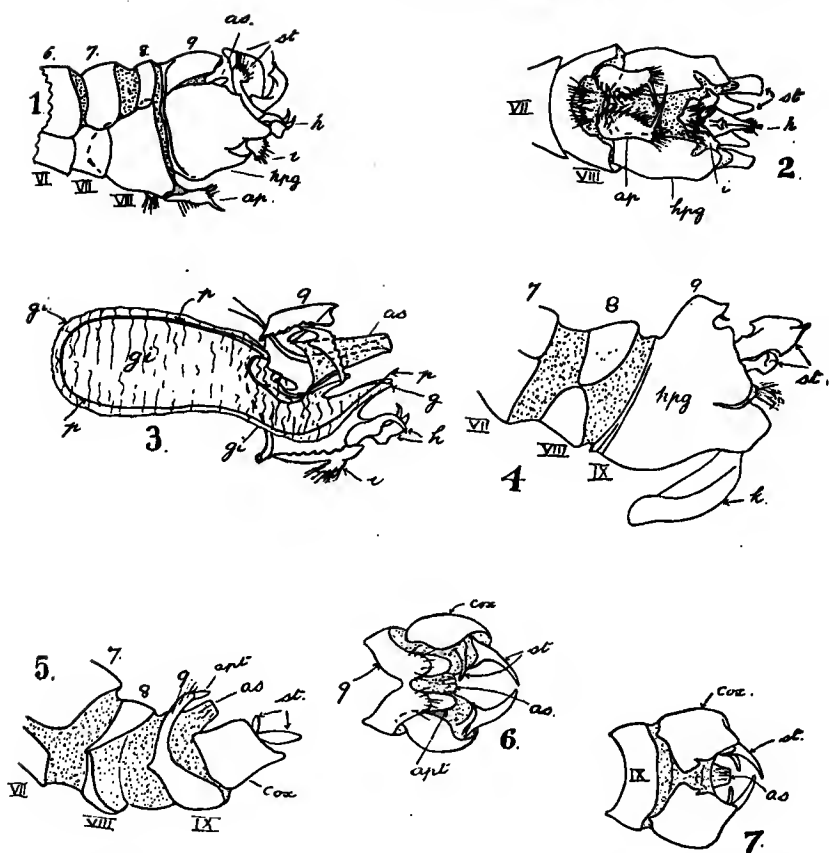 6. 7. 8. 9 as. st
1
h
i
hpg
ap.
VI VII VIII
VII
VIII
st
h
i
ap hpg
2.
9
as
p
gi
gi
p
p
g
h
gi
i
3.
7 8 9
hpg
st.
VII VIII IX
4
h.
5.
7. 8 9 apt
as
st.
cox
VII
VIII IX
cox
st
9
as.
apt
6.
cox.
st.
IX
as
7.